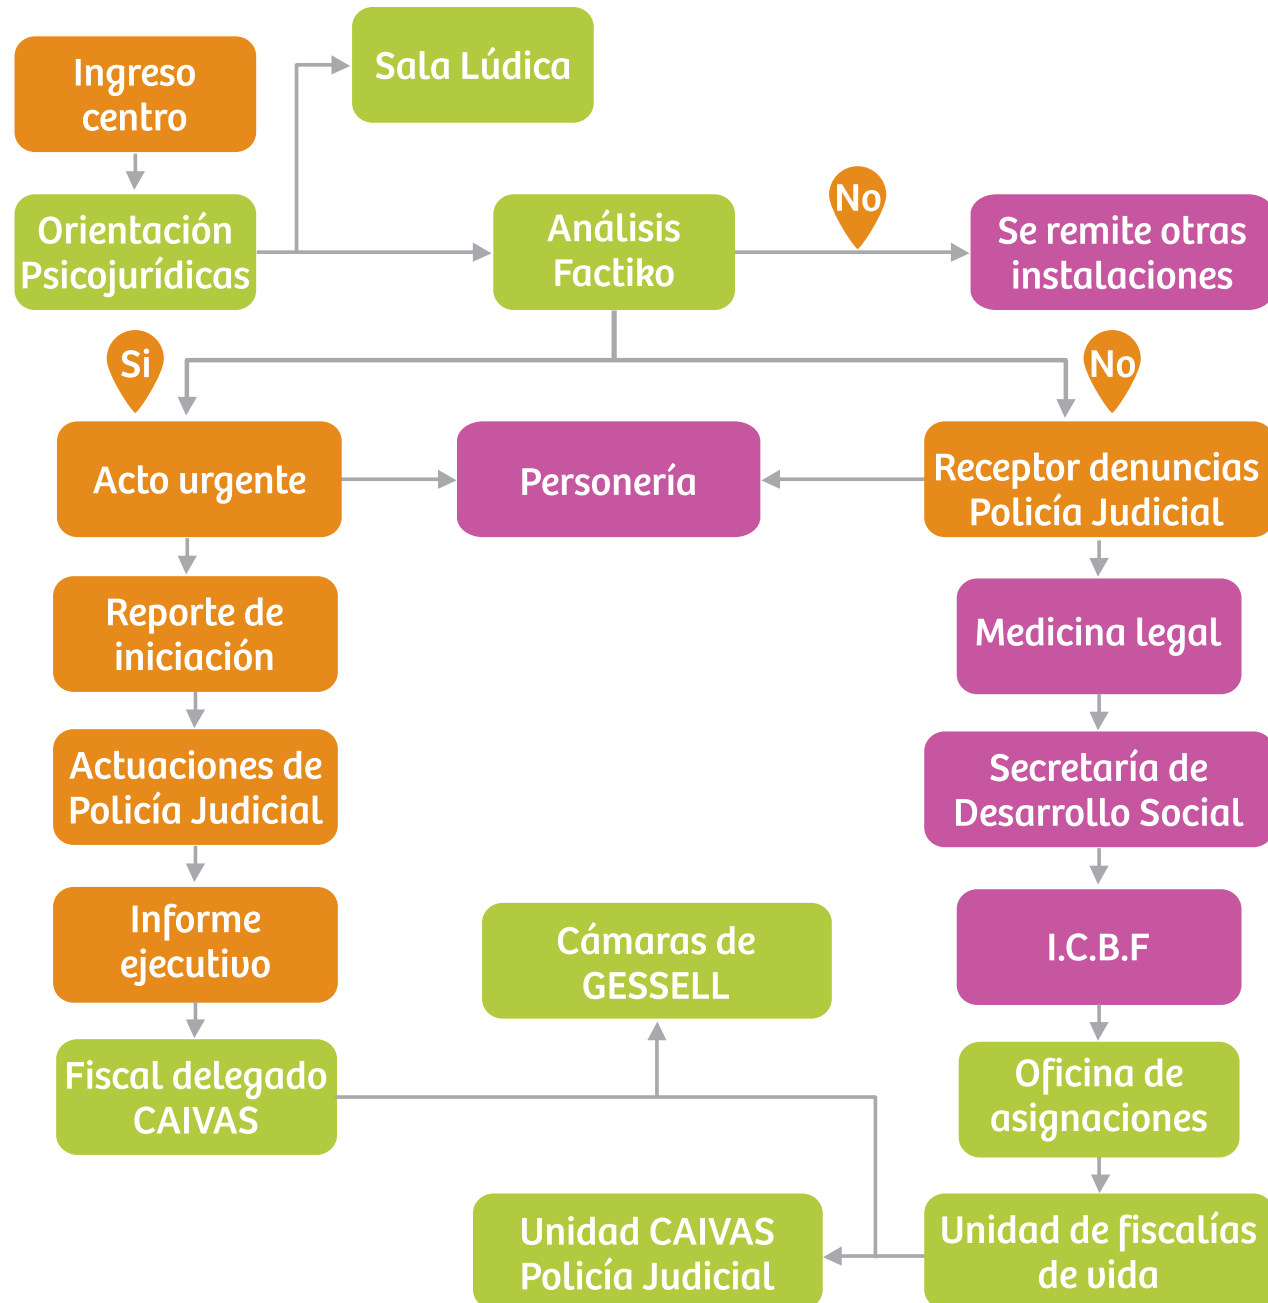 Ingreso
centro
Sala Lúdica
Orientación
Psicojurídicas
Análisis
Factiko
No
Se remite otras
instalaciones
Si
No
Acto urgente
Personería
Receptor denuncias
Policía Judicial
Reporte de
iniciación
Medicina legal
Actuaciones de
Policía Judicial
Secretaría de
Desarrollo Social
Informe
ejecutivo
Cámaras de
GESSELL
I.C.B.F
Fiscal delegado
CAIVAS
Oficina de
asignaciones
Unidad CAIVAS
Policía Judicial
Unidad de fiscalías
de vida